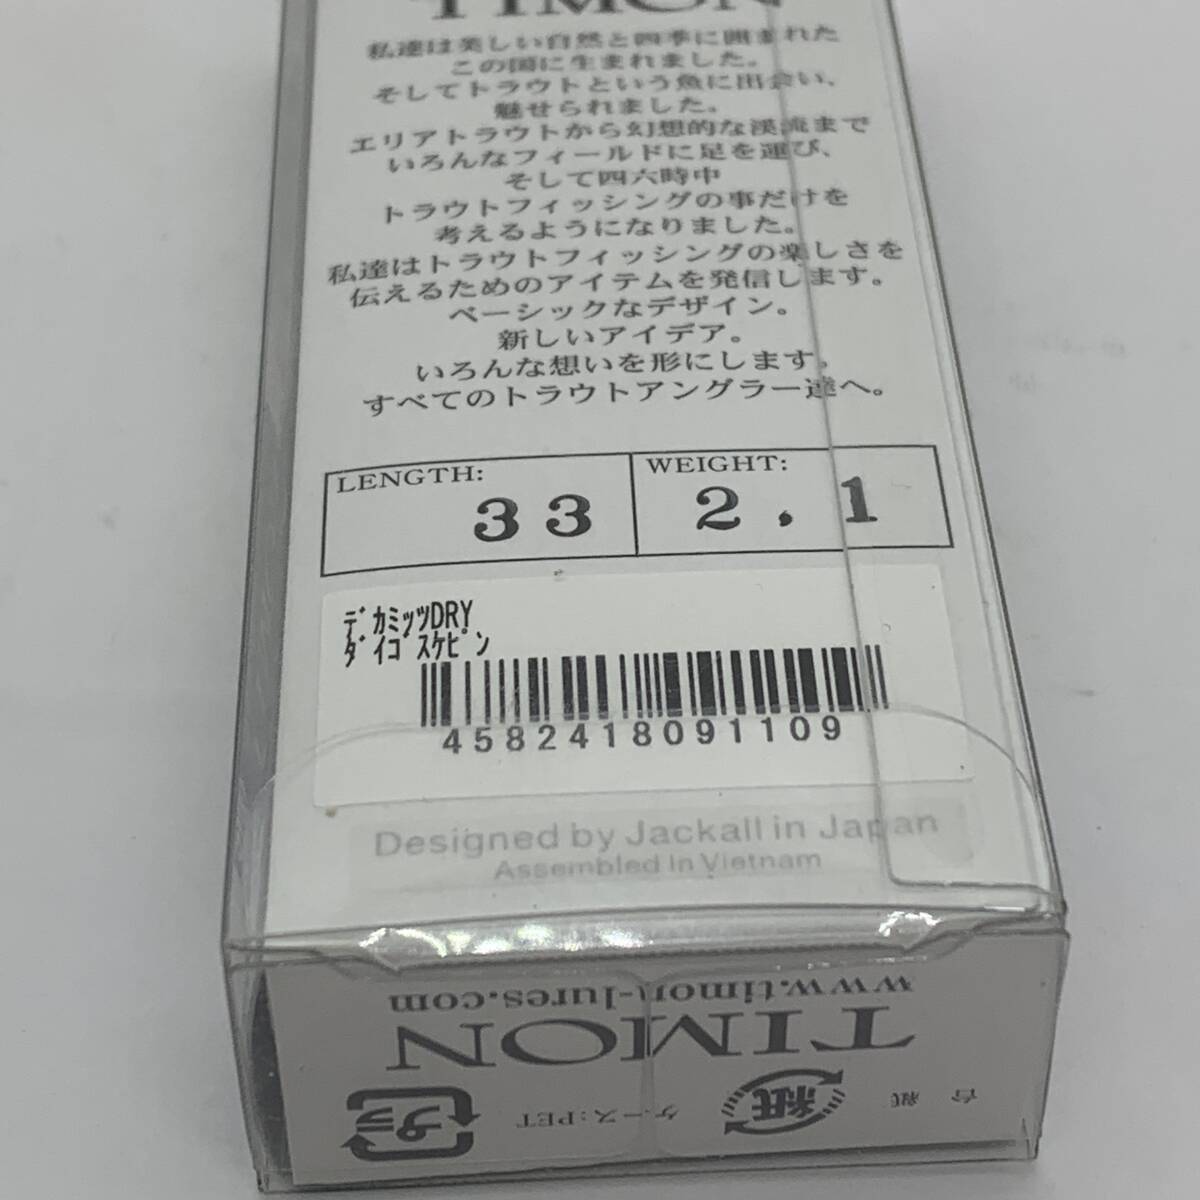 TIMON
私達は美しい自然と四季に囲まれた
この国に生まれました。
そしてトラウトという魚に出会い、
魅せられました。
エリアトラウトから幻想的な渓流まで
いろんなフィールドに足を運び、
そして四六時中
トラウトフィッシングの事だけを
考えるようになりました。
私達はトラウトフィッシングの楽しさを
伝えるためのアイテムを発信します。
ベーシックなデザイン。
新しいアイデア。
いろんな想いを形にします。
すべてのトラウトアングラー達へ。
LENGTH: 33 WEIGHT: 2.1
ﾃﾞｶﾐｯﾂDRY
ﾀﾞｲｺﾞｽｹﾋﾟﾝ
4582418091109
Designed by Jackall in Japan
Assembled in Vietnam
www.timon-lures.com
TIMON
台紙 紙 ケース:PET プラ